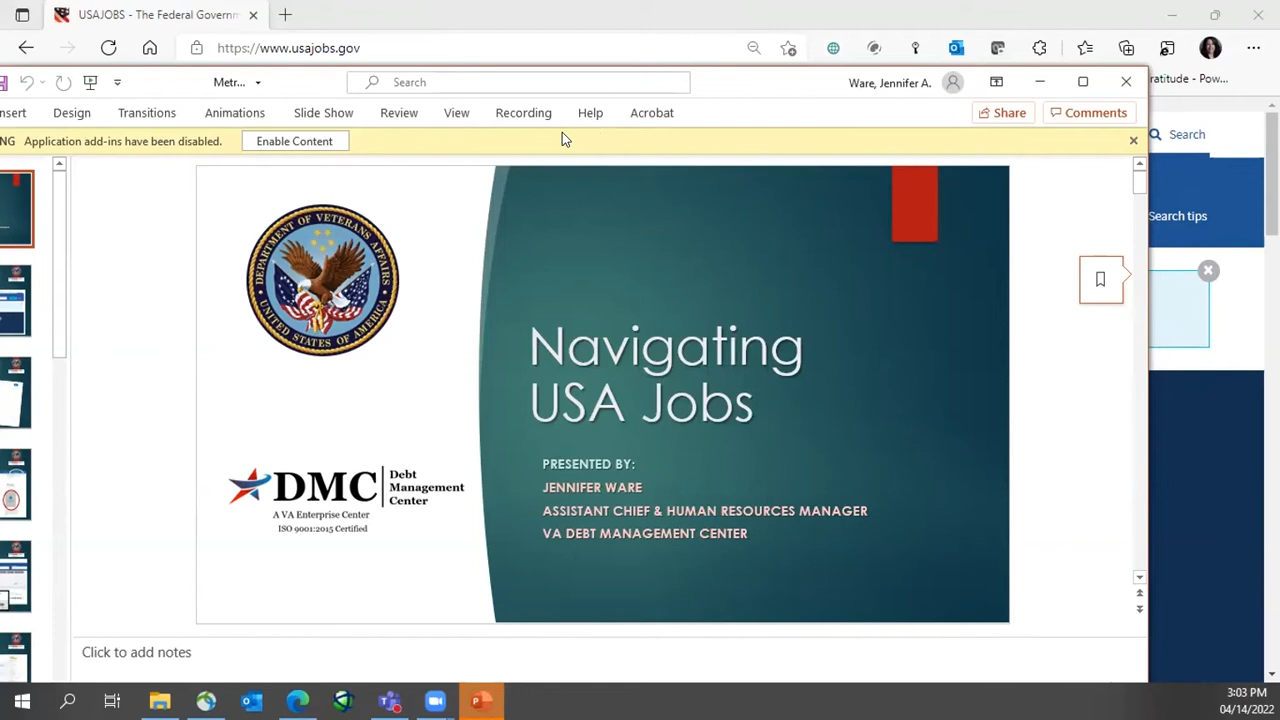 USAJOBS - The Federal Governm
https://www.usajobs.gov
ratitude - Pow...
Metr...
Search
Ware, Jennifer A.
nsert
Design
Transitions
Animations
Slide Show
Review
View
Recording
Help
Acrobat
Share
Comments
Search
NG
Application add-ins have been disabled.
Enable Content
Search tips
DEPARTMENT OF VETERANS AFFAIRS
UNITED STATES OF AMERICA
Navigating
USA Jobs
DMC
Debt
Management
Center
A VA Enterprise Center
ISO 9001:2015 Certified
PRESENTED BY:
JENNIFER WARE
ASSISTANT CHIEF & HUMAN RESOURCES MANAGER
VA DEBT MANAGEMENT CENTER
Click to add notes
3:03 PM
04/14/2022